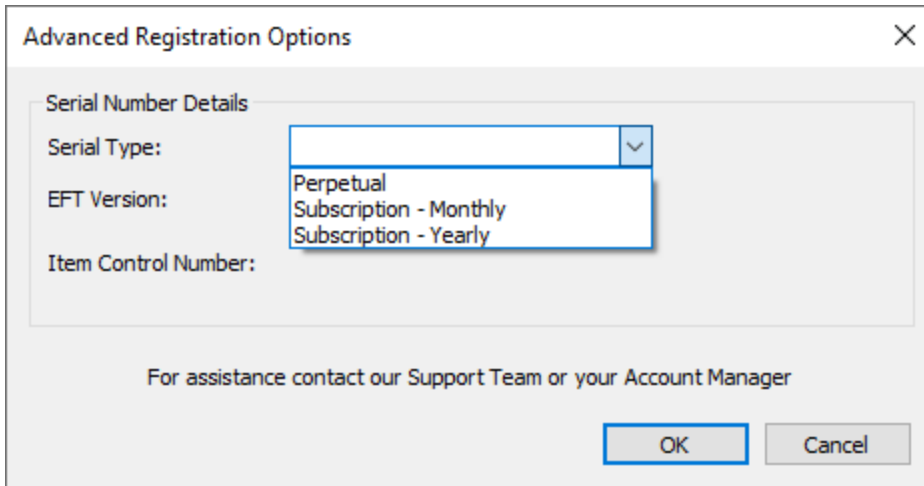 Advanced Registration Options
Serial Number Details
Serial Type:
Perpetual
Subscription - Monthly
Subscription - Yearly
EFT Version:
Item Control Number:
For assistance contact our Support Team or your Account Manager
OK
Cancel